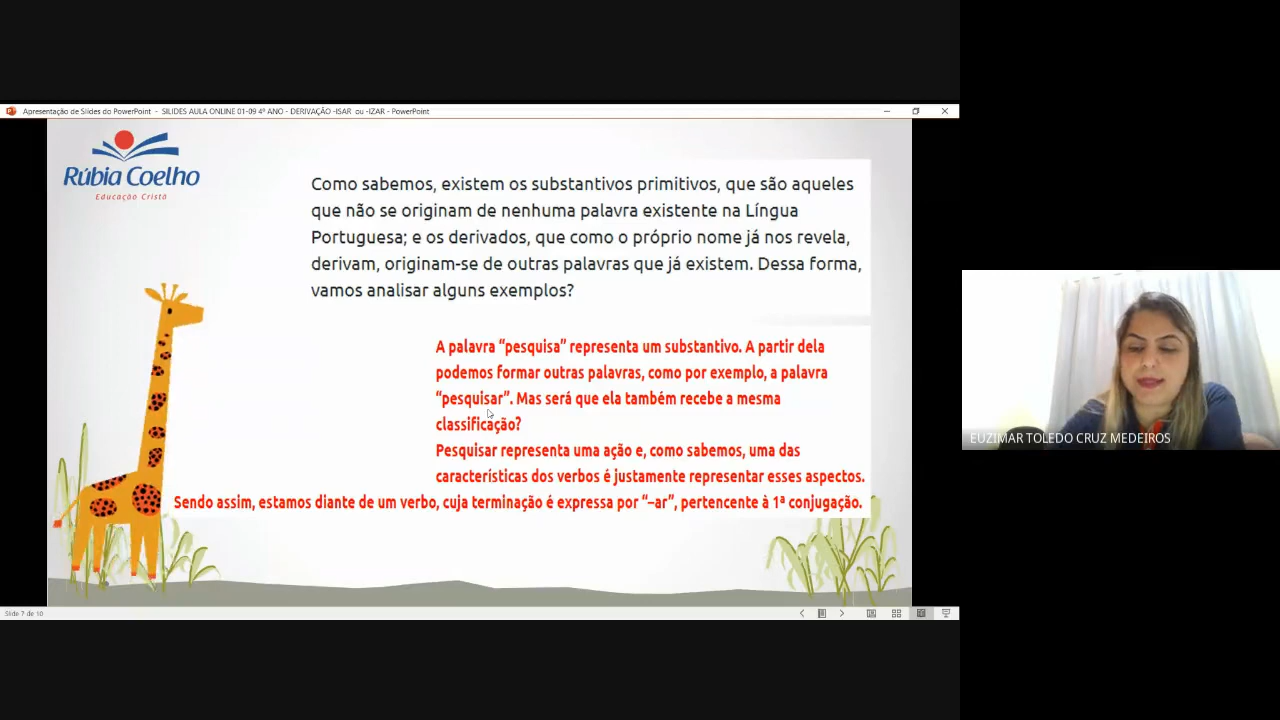 Apresentação de Slides do PowerPoint - SILIDES AULA ONLINE 01-09 4º ANO - DERIVAÇÃO -ISAR ou -IZAR - PowerPoint
Rúbia Coelho
Educação Cristã
Como sabemos, existem os substantivos primitivos, que são aqueles
que não se originam de nenhuma palavra existente na Língua
Portuguesa; e os derivados, que como o próprio nome já nos revela,
derivam, originam-se de outras palavras que já existem. Dessa forma,
vamos analisar alguns exemplos?
A palavra “pesquisa” representa um substantivo. A partir dela
podemos formar outras palavras, como por exemplo, a palavra
“pesquisar”. Mas será que ela também recebe a mesma
classificação?
Pesquisar representa uma ação e, como sabemos, uma das
características dos verbos é justamente representar esses aspectos.
Sendo assim, estamos diante de um verbo, cuja terminação é expressa por “–ar”, pertencente à 1ª conjugação.
EUZIMAR TOLEDO CRUZ MEDEIROS
Slide 7 de 10